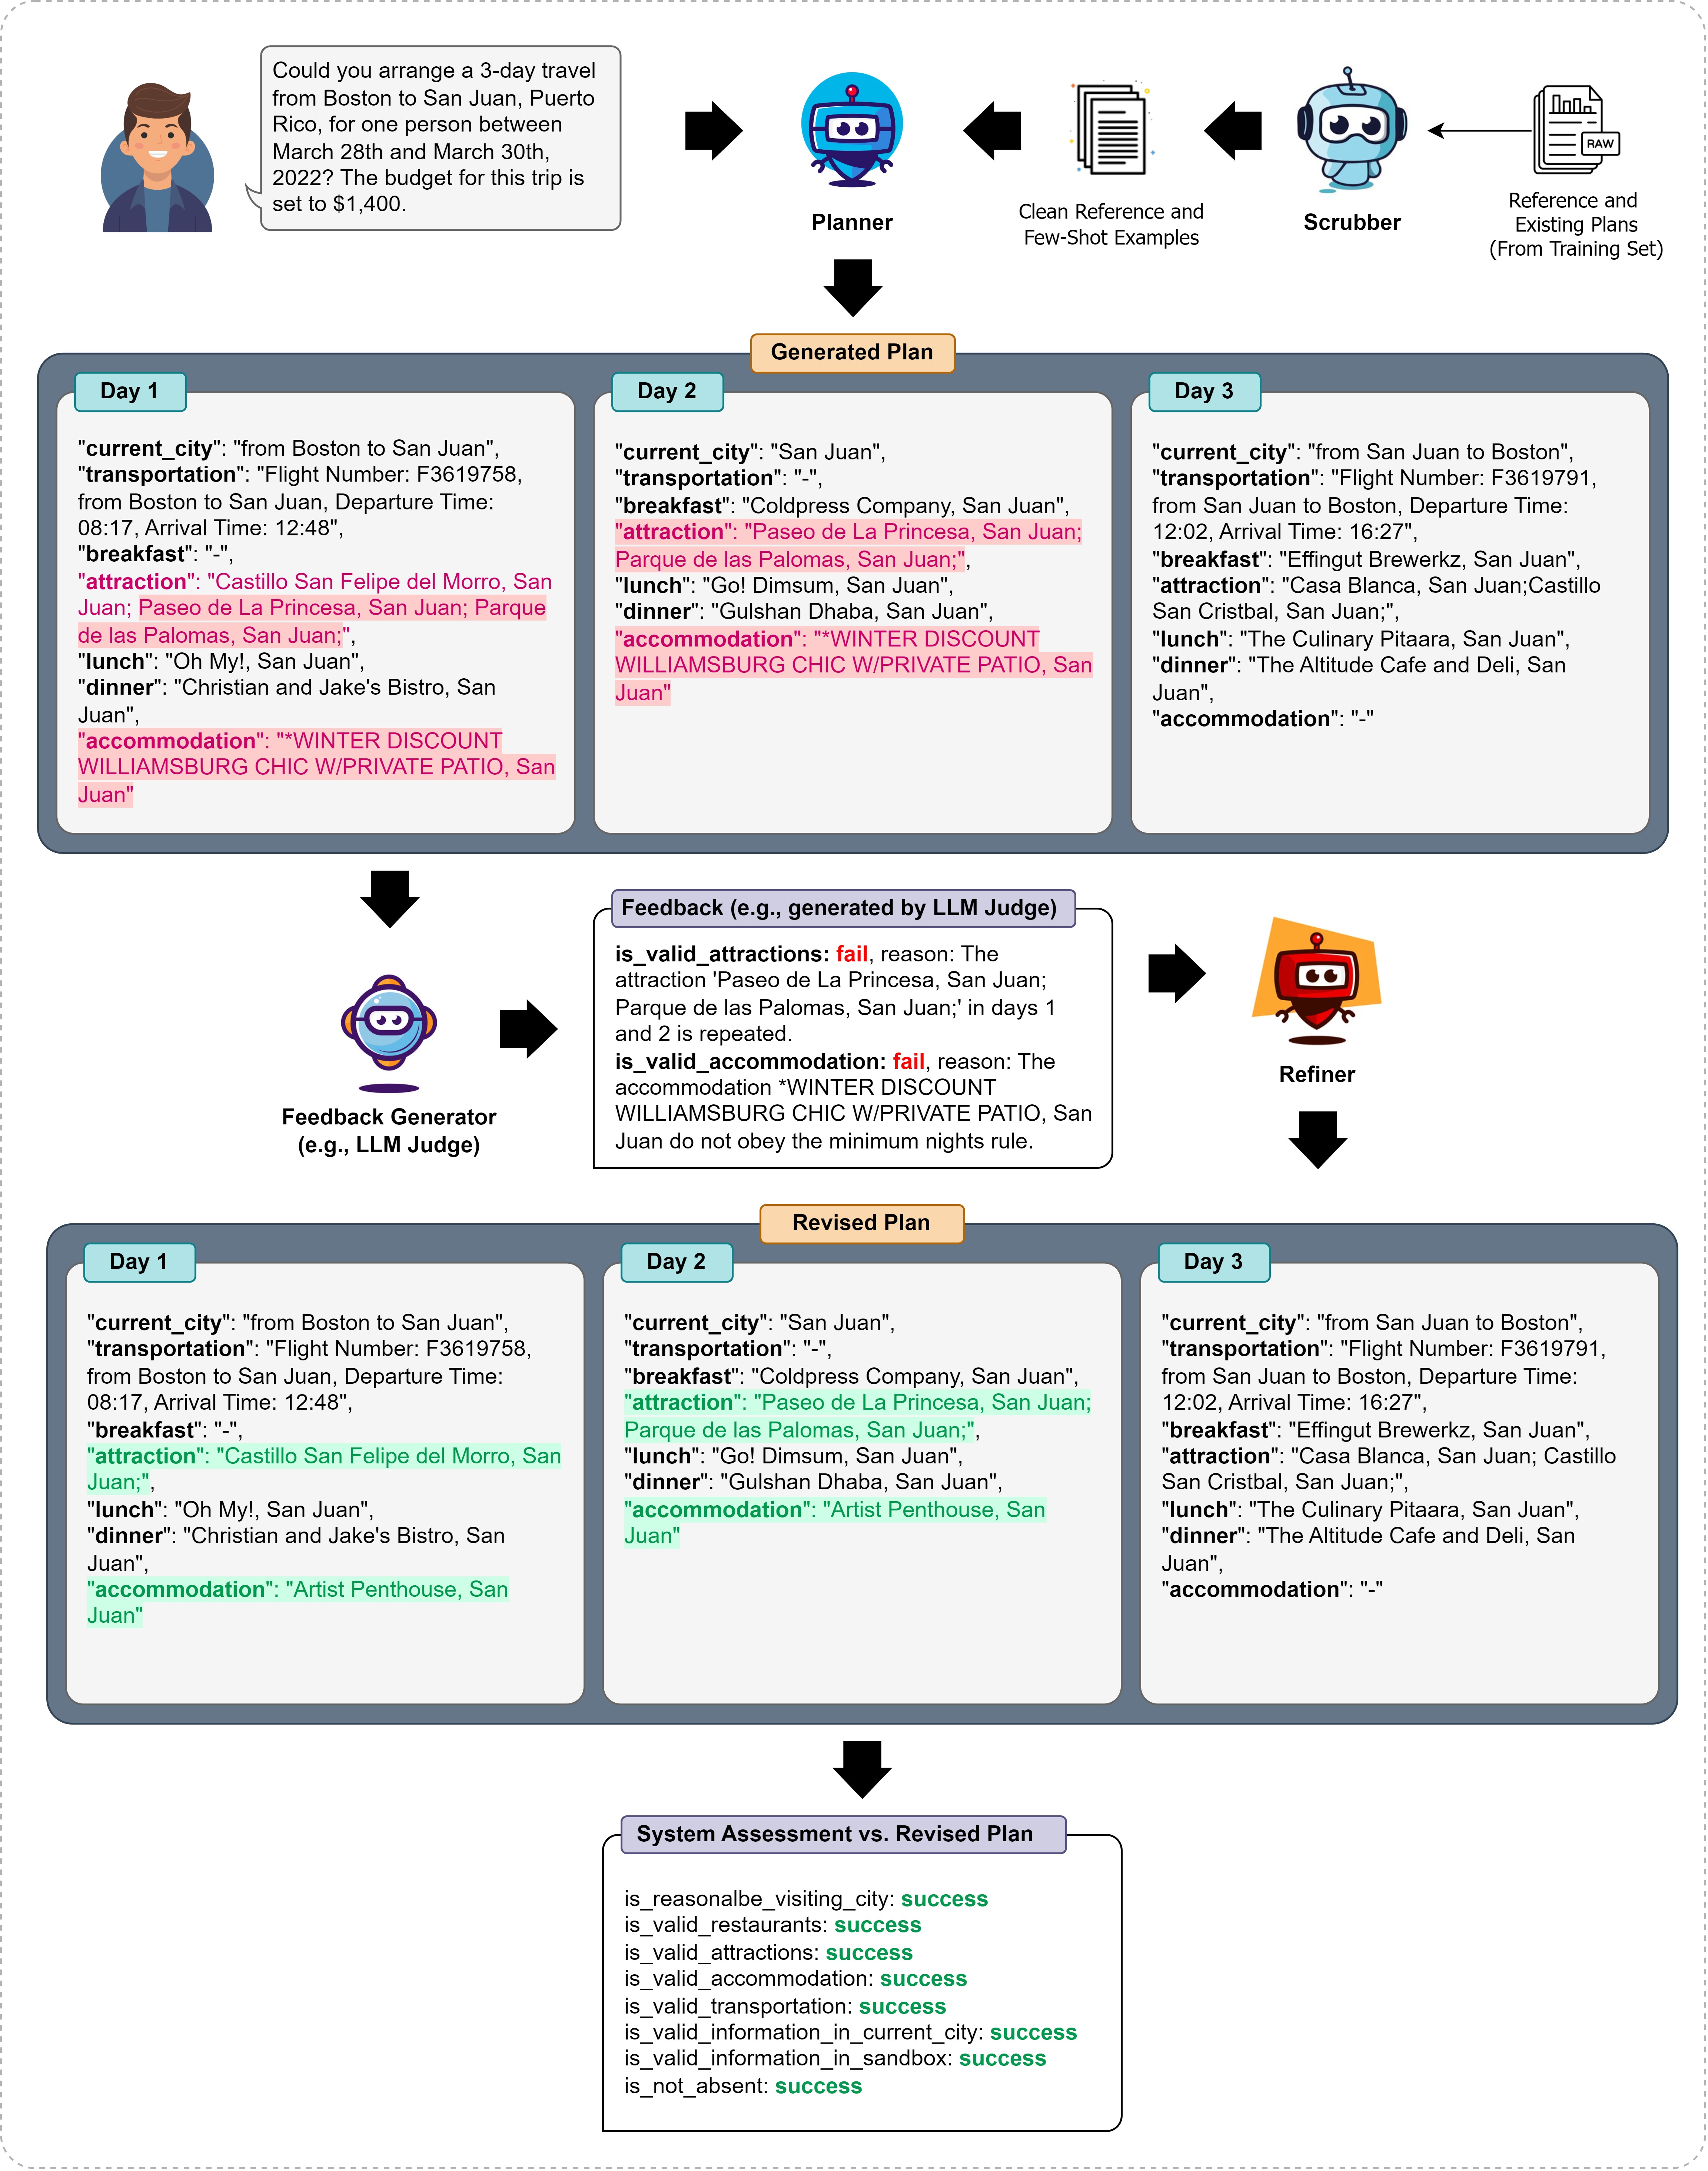 Could you arrange a 3-day travel
from Boston to San Juan, Puerto
Rico, for one person between
March 28th and March 30th,
2022? The budget for this trip is
set to $1,400.
Planner
Clean Reference and
Few-Shot Examples
Scrubber
RAW
Reference and
Existing Plans
(From Training Set)
Generated Plan
Day 1
"current_city": "from Boston to San Juan",
"transportation": "Flight Number: F3619758,
from Boston to San Juan, Departure Time:
08:17, Arrival Time: 12:48",
"breakfast": "-",
"attraction": "Castillo San Felipe del Morro, San
Juan; Paseo de La Princesa, San Juan; Parque
de las Palomas, San Juan;",
"lunch": "Oh My!, San Juan",
"dinner": "Christian and Jake's Bistro, San
Juan",
"accommodation": "*WINTER DISCOUNT
WILLIAMSBURG CHIC W/PRIVATE PATIO, San
Juan"
Day 2
"current_city": "San Juan",
"transportation": "-",
"breakfast": "Coldpress Company, San Juan",
"attraction": "Paseo de La Princesa, San Juan;
Parque de las Palomas, San Juan;",
"lunch": "Go! Dimsum, San Juan",
"dinner": "Gulshan Dhaba, San Juan",
"accommodation": "*WINTER DISCOUNT
WILLIAMSBURG CHIC W/PRIVATE PATIO, San
Juan"
Day 3
"current_city": "from San Juan to Boston",
"transportation": "Flight Number: F3619791,
from San Juan to Boston, Departure Time:
12:02, Arrival Time: 16:27",
"breakfast": "Effingut Brewerkz, San Juan",
"attraction": "Casa Blanca, San Juan;Castillo
San Cristbal, San Juan;",
"lunch": "The Culinary Pitaara, San Juan",
"dinner": "The Altitude Cafe and Deli, San
Juan",
"accommodation": "-"
Feedback Generator
(e.g., LLM Judge)
Feedback (e.g., generated by LLM Judge)
is_valid_attractions: fail, reason: The
attraction 'Paseo de La Princesa, San Juan;
Parque de las Palomas, San Juan;' in days 1
and 2 is repeated.
is_valid_accommodation: fail, reason: The
accommodation *WINTER DISCOUNT
WILLIAMSBURG CHIC W/PRIVATE PATIO, San
Juan do not obey the minimum nights rule.
Refiner
Revised Plan
Day 1
"current_city": "from Boston to San Juan",
"transportation": "Flight Number: F3619758,
from Boston to San Juan, Departure Time:
08:17, Arrival Time: 12:48",
"breakfast": "-",
"attraction": "Castillo San Felipe del Morro, San
Juan;",
"lunch": "Oh My!, San Juan",
"dinner": "Christian and Jake's Bistro, San
Juan",
"accommodation": "Artist Penthouse, San
Juan"
Day 2
"current_city": "San Juan",
"transportation": "-",
"breakfast": "Coldpress Company, San Juan",
"attraction": "Paseo de La Princesa, San Juan;
Parque de las Palomas, San Juan;",
"lunch": "Go! Dimsum, San Juan",
"dinner": "Gulshan Dhaba, San Juan",
"accommodation": "Artist Penthouse, San
Juan"
Day 3
"current_city": "from San Juan to Boston",
"transportation": "Flight Number: F3619791,
from San Juan to Boston, Departure Time:
12:02, Arrival Time: 16:27",
"breakfast": "Effingut Brewerkz, San Juan",
"attraction": "Casa Blanca, San Juan; Castillo
San Cristbal, San Juan;",
"lunch": "The Culinary Pitaara, San Juan",
"dinner": "The Altitude Cafe and Deli, San
Juan",
"accommodation": "-"
System Assessment vs. Revised Plan
is_reasonalbe_visiting_city: success
is_valid_restaurants: success
is_valid_attractions: success
is_valid_accommodation: success
is_valid_transportation: success
is_valid_information_in_current_city: success
is_valid_information_in_sandbox: success
is_not_absent: success